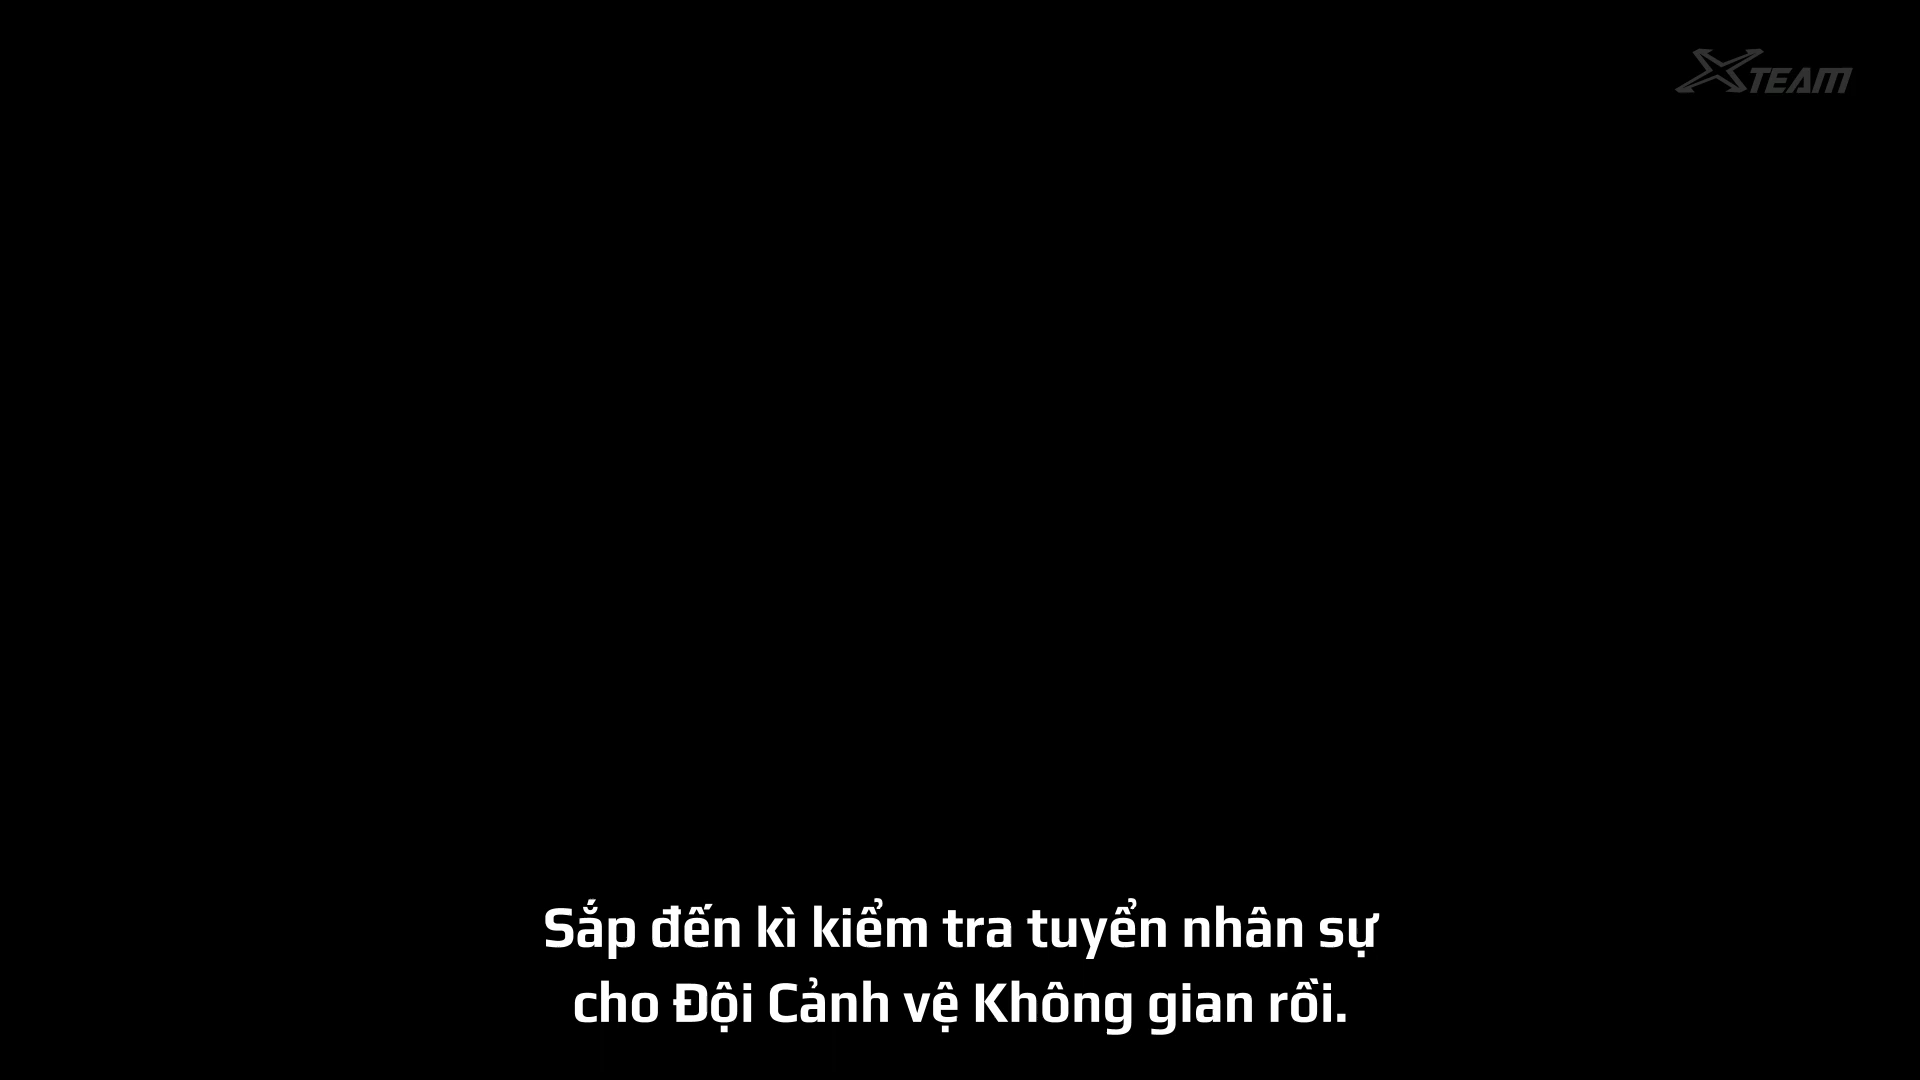 XTEAM
Sắp đến kì kiểm tra tuyển nhân sự
cho Đội Cảnh vệ Không gian rồi.